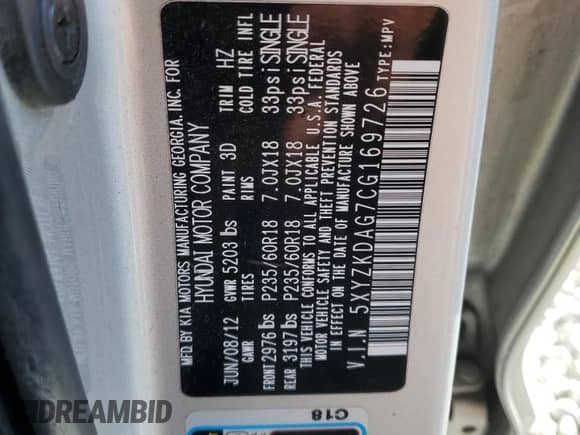 MFD. BY KIA MOTORS MANUFACTURING GEORGIA, INC. FOR
HYUNDAI MOTOR COMPANY
JUN/08/12 GVWR 5203 lbs PAINT 3D TRIM HZ
GAWR TIRES RIMS COLD TIRE INFL
FRONT 2976 lbs P235/60R18 7.0JX18 33psi SINGLE
REAR 3197 lbs P235/60R18 7.0JX18 33psi SINGLE
THIS VEHICLE CONFORMS TO ALL APPLICABLE U.S.A. FEDERAL
MOTOR VEHICLE SAFETY AND THEFT PREVENTION STANDARDS
IN EFFECT ON THE DATE OF MANUFACTURE SHOWN ABOVE
V.I.N 5XYZKDAG7CG169726 TYPE:MPV
C18
DREAMBID